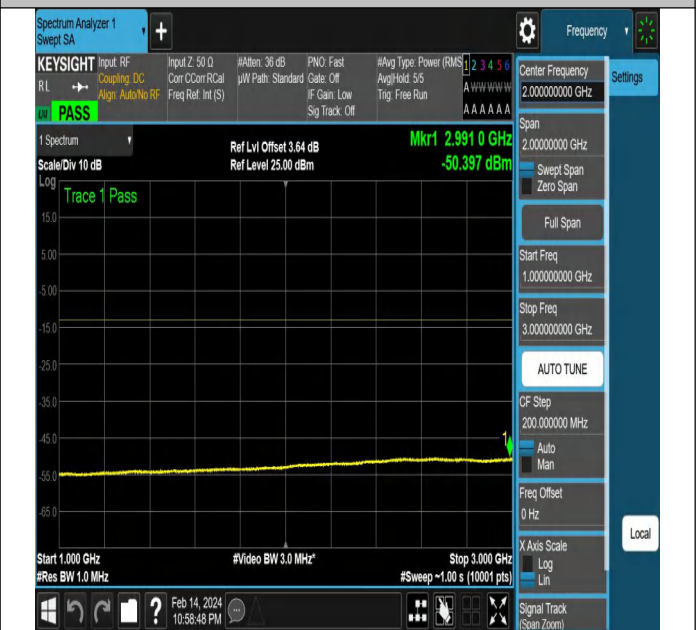 Spectrum Analyzer 1
Swept SA
+
Frequency
KEYSIGHT
Input: RF
Input Z: 50 Ω
#Atten: 36 dB
PNO: Fast
#Avg Type: Power (RMS
1 2 3 4 5 6
RL
Coupling: DC
Corr CCorr RCal
µW Path: Standard
Gate: Off
Avg|Hold: 5/5
A W W W W W
Align: Auto/No RF
Freq Ref: Int (S)
IF Gain: Low
Trig: Free Run
Sig Track: Off
A A A A A A
PASS
Center Frequency
2.000000000 GHz
Settings
Span
2.00000000 GHz
Swept Span
Zero Span
Full Span
Start Freq
1.000000000 GHz
Stop Freq
3.000000000 GHz
AUTO TUNE
CF Step
200.000000 MHz
Auto
Man
Freq Offset
0 Hz
X Axis Scale
Log
Lin
Signal Track
(Span Zoom)
Local
1 Spectrum
Scale/Div 10 dB
Ref Lvl Offset 3.64 dB
Ref Level 25.00 dBm
Mkr1 2.991 0 GHz
-50.397 dBm
Log
Trace 1 Pass
15.0
5.00
-5.00
-15.0
-25.0
-35.0
-45.0
1
-55.0
-65.0
Start 1.000 GHz
#Video BW 3.0 MHz*
Stop 3.000 GHz
#Res BW 1.0 MHz
#Sweep ~1.00 s (10001 pts)
?
Feb 14, 2024
10:58:48 PM